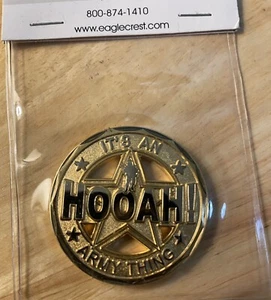 800-874-1410
www.eaglecrest.com
IT'S AN
HOOAH!
ARMY THING